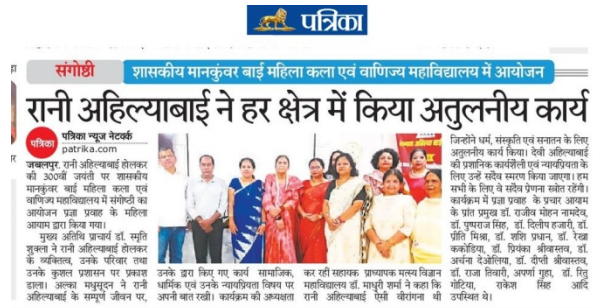 पत्रिका
संगोष्ठी
शासकीय मानकुंवर बाई महिला कला एवं वाणिज्य महाविद्यालय में आयोजन
रानी अहिल्याबाई ने हर क्षेत्र में किया अतुलनीय कार्य
पत्रिका
पत्रिका न्यूज नेटवर्क
patrika.com
जबलपुर. रानी अहिल्याबाई होलकर
की 300वीं जयंती पर शासकीय
मानकुंवर बाई महिला कला एवं
वाणिज्य महाविद्यालय में संगोष्ठी का
आयोजन प्रज्ञा प्रवाह के महिला
आयाम द्वारा किया गया।
मुख्य अतिथि प्राचार्य डॉ. स्मृति
शुक्ला ने रानी अहिल्याबाई होलकर
के व्यक्तित्व, उनके परिवार तथा
उनके कुशल प्रशासन पर प्रकाश
डाला। अल्का मधुसूदन ने रानी
अहिल्याबाई के सम्पूर्ण जीवन पर,
उनके द्वारा किए गए कार्य सामाजिक,
धार्मिक एवं उनके न्यायप्रियता विषय पर
अपनी बात रखी। कार्यक्रम की अध्यक्षता
कर रहीं सहायक प्राध्यापक मत्स्य विज्ञान
महाविद्यालय डॉ. माधुरी शर्मा ने कहा कि
रानी अहिल्याबाई ऐसी वीरांगना थी
जिन्होंने धर्म, संस्कृति एवं सनातन के लिए
अतुलनीय कार्य किया। देवी अहिल्याबाई
की प्रशानिक कार्यशैली एवं न्यायप्रियता के
लिए उन्हें सदैव स्मरण किया जाएगा। हम
सभी के लिए वे सदैव प्रेणना स्त्रोत रहेंगी।
कार्यक्रम में प्रज्ञा प्रवाह के प्रचार आयाम
के प्रांत प्रमुख डॉ. राजीव मोहन नामदेव,
डॉ. पुष्पराज सिंह, डॉ. दिलीप हजारी, डॉ.
प्रीति मिश्रा, डॉ. शशि प्रधान, डॉ. रेखा
ककोडिया, डॉ. प्रियंका श्रीवास्तव, डॉ.
अर्चना देओलिया, डॉ. दीप्ती श्रीवास्तव,
डॉ. राजा तिवारी, अपर्णा गुहा, डॉ. रितु
गोटिया, राकेश सिंह आदि
उपस्थित थे।